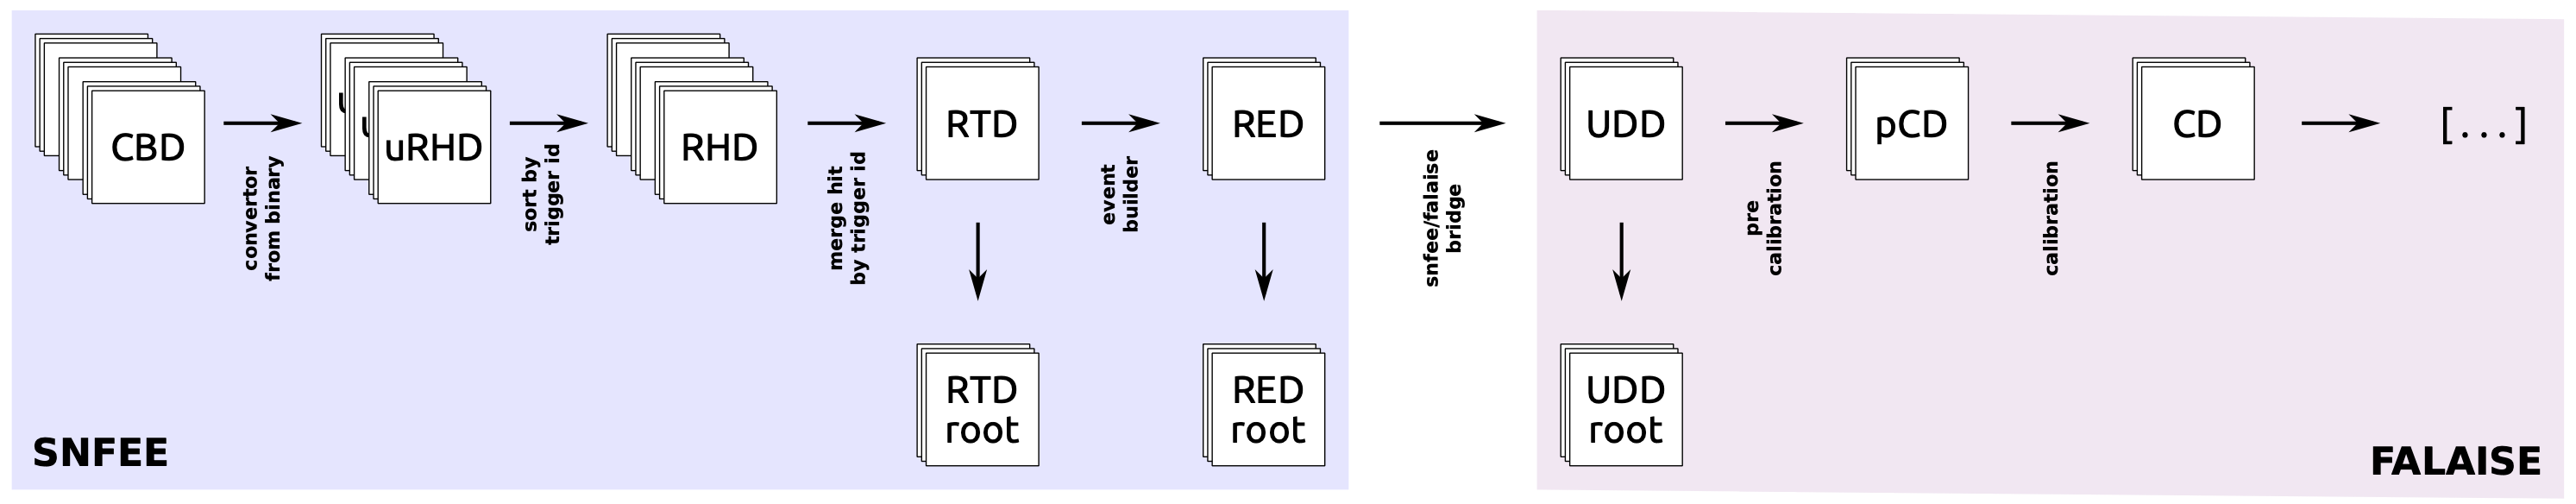 CBD
convertor
from binary
u
u
uRHD
sort by
trigger id
RHD
merge hit
by trigger id
RTD
event
builder
RED
snfee/falaise
bridge
UDD
pre
calibration
pCD
calibration
CD
[...]
RTD
root
RED
root
UDD
root
SNFEE
FALAISE